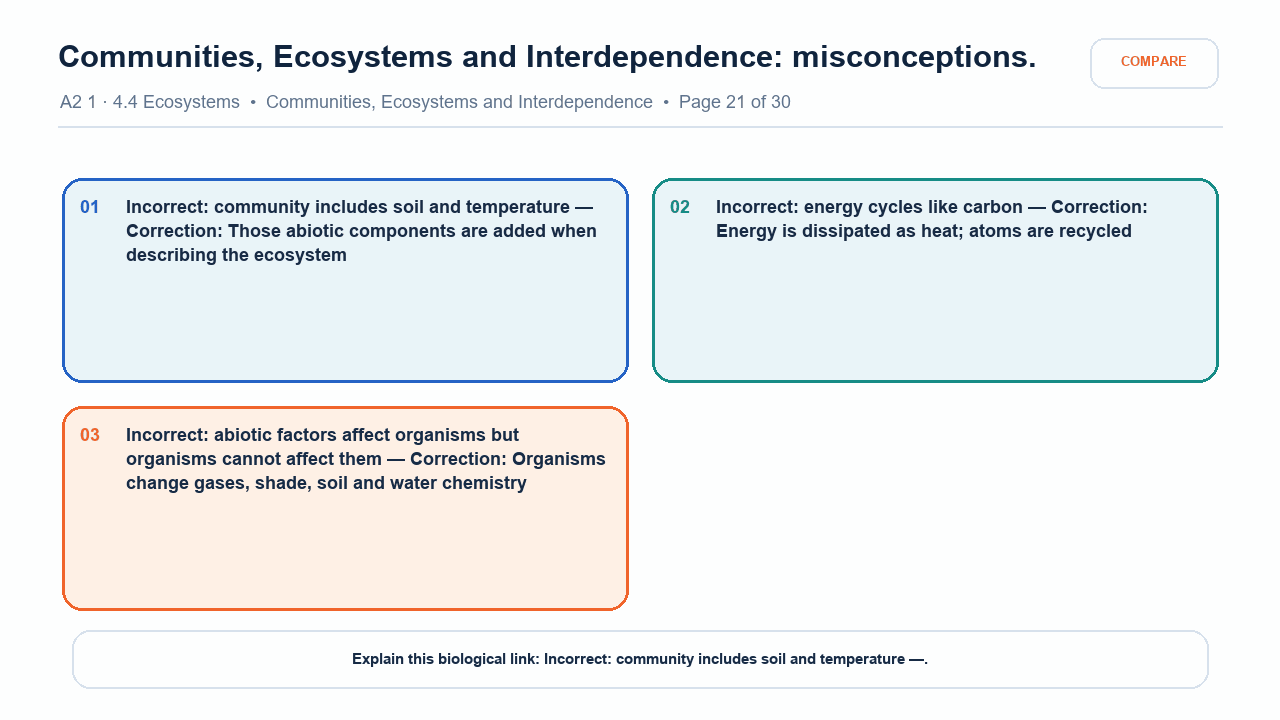 Communities, Ecosystems and Interdependence: misconceptions.
COMPARE
A2 1 · 4.4 Ecosystems • Communities, Ecosystems and Interdependence • Page 21 of 30
01
Incorrect: community includes soil and temperature —
Correction: Those abiotic components are added when
describing the ecosystem
02
Incorrect: energy cycles like carbon — Correction:
Energy is dissipated as heat; atoms are recycled
03
Incorrect: abiotic factors affect organisms but
organisms cannot affect them — Correction: Organisms
change gases, shade, soil and water chemistry
Explain this biological link: Incorrect: community includes soil and temperature —.